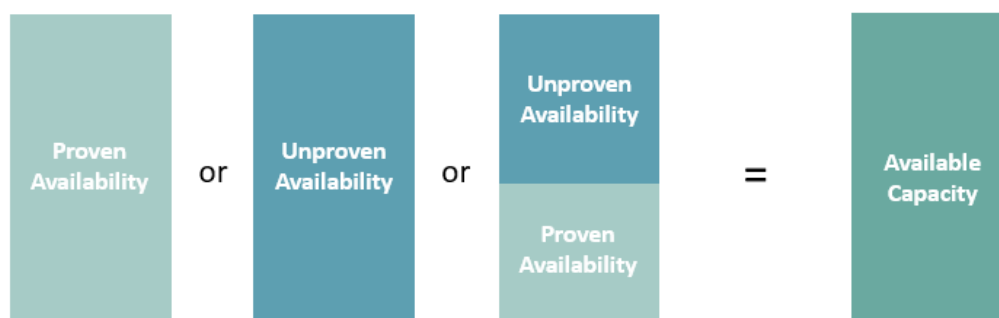 Proven
Availability
or
Unproven
Availability
or
Unproven
Availability
Proven
Availability
=
Available
Capacity